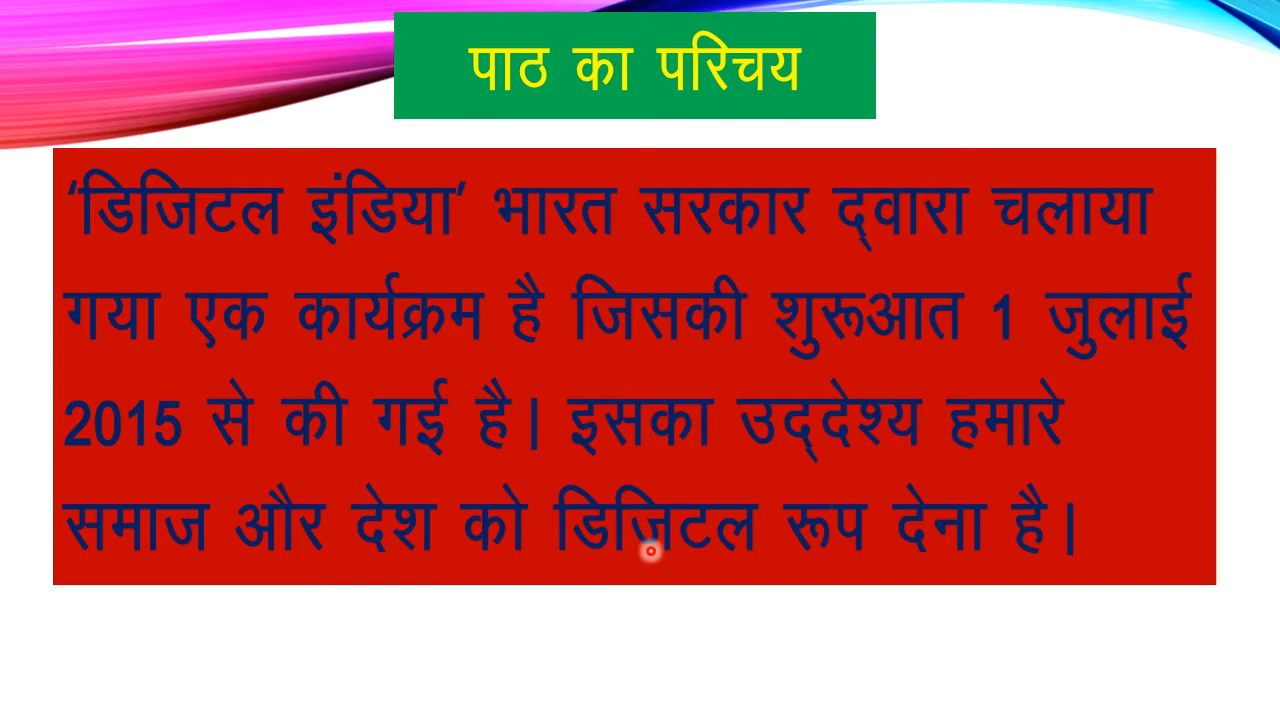 पाठ का परिचय
'डिजिटल इंडिया' भारत सरकार द्‌वारा चलाया
गया एक कार्यक्रम है जिसकी शुरूआत 1 जुलाई
2015 से की गई है। इसका उद्‌देश्य हमारे
समाज और देश को डिजिटल रूप देना है।